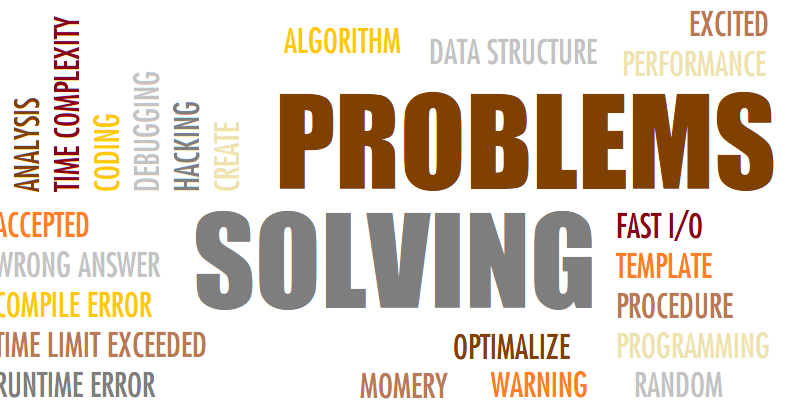 ANALYSIS
TIME COMPLEXITY
CODING
DEBUGGING
HACKING
CREATE
ALGORITHM
DATA STRUCTURE
EXCITED
PERFORMANCE
PROBLEMS
SOLVING
ACCEPTED
WRONG ANSWER
COMPILE ERROR
TIME LIMIT EXCEEDED
RUNTIME ERROR
FAST I/O
TEMPLATE
PROCEDURE
PROGRAMMING
RANDOM
OPTIMALIZE
MOMERY
WARNING